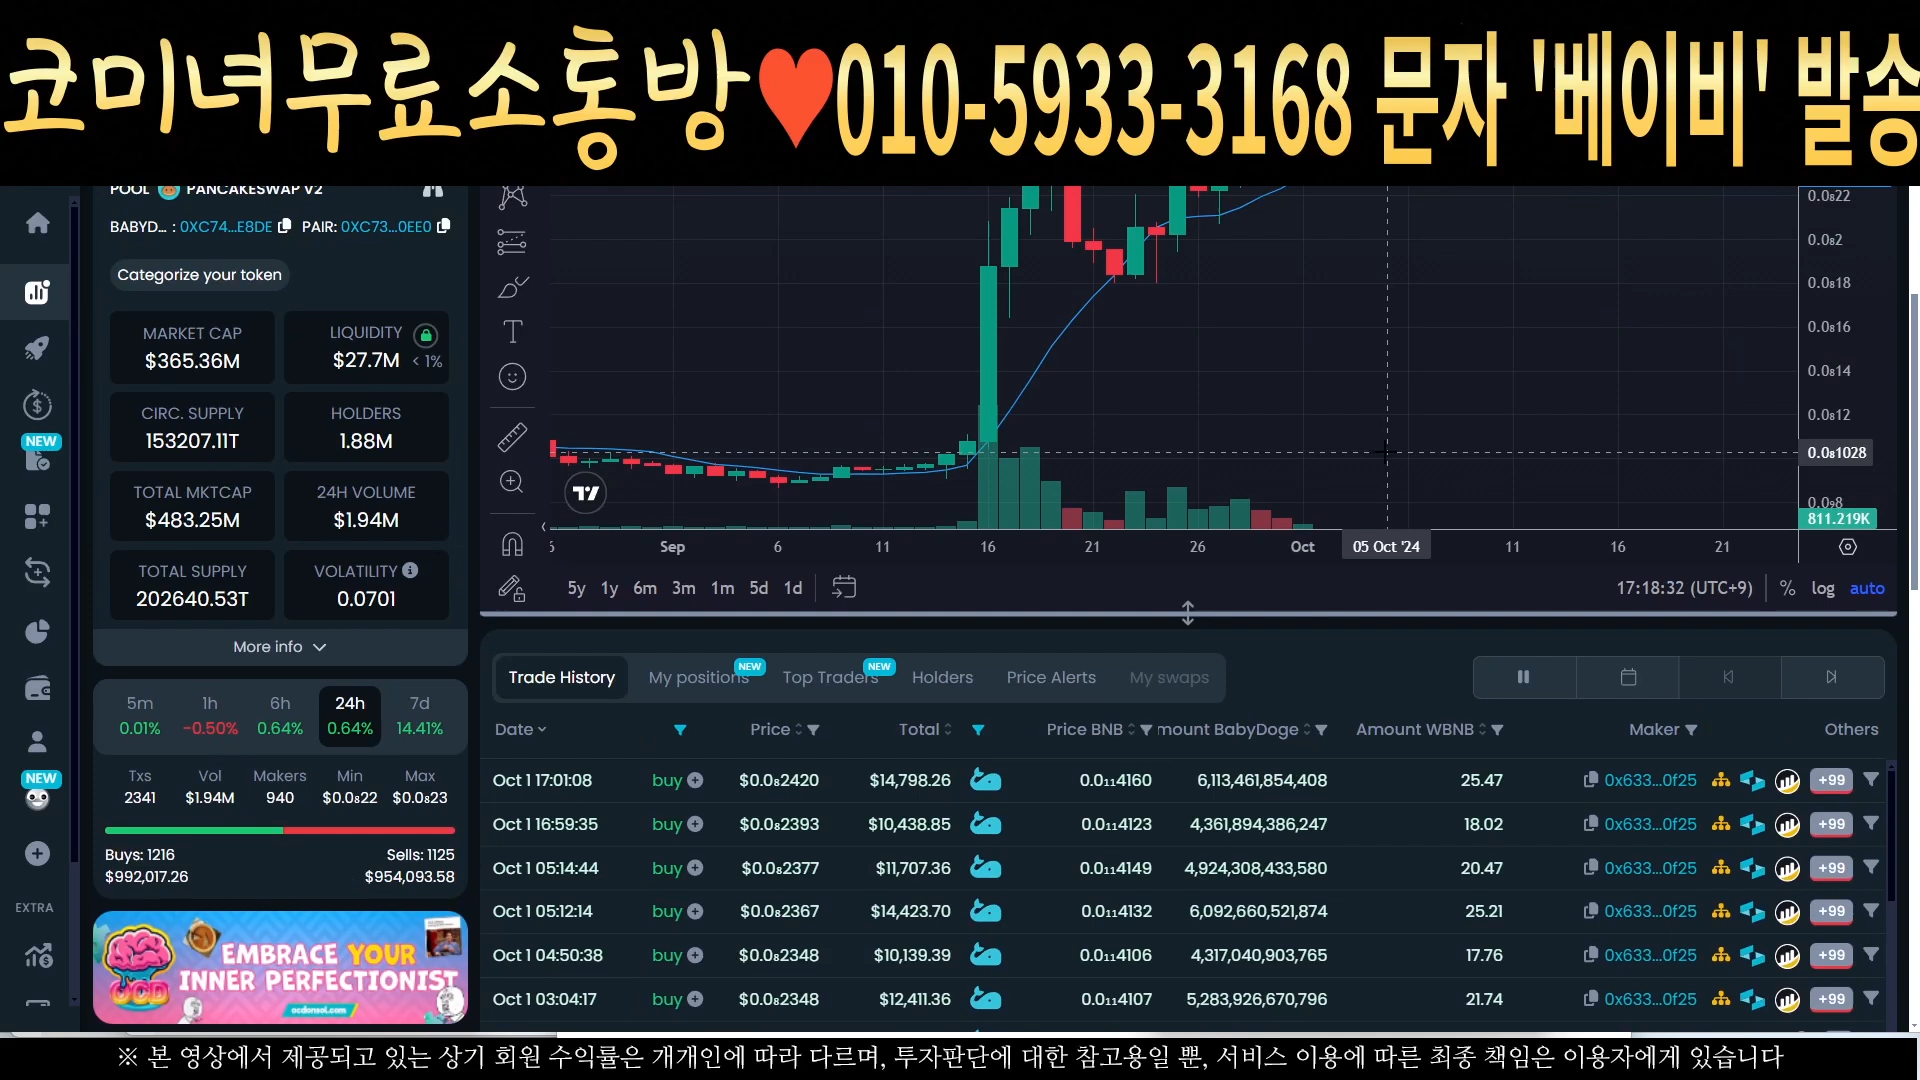 코미녀무료소통방♥010-5933-3168 문자 '베이비' 발송
POOL PANCAKESWAP V2
BABYD... : 0XC74...E8DE PAIR: 0XC73...0EE0
Categorize your token
MARKET CAP
$365.36M
LIQUIDITY
$27.7M < 1%
CIRC. SUPPLY
153207.11T
HOLDERS
1.88M
TOTAL MKTCAP
$483.25M
24H VOLUME
$1.94M
TOTAL SUPPLY
202640.53T
VOLATILITY
0.0701
More info
5m 1h 6h 24h 7d
0.01% -0.50% 0.64% 0.64% 14.41%
Txs Vol Makers Min Max
2341 $1.94M 940 $0.0₈22 $0.0₈23
Buys: 1216 Sells: 1125
$992,017.26 $954,093.58
EMBRACE YOUR
INNER PERFECTIONIST
OCD
ocdonsol.com
NEW
NEW
EXTRA
0.0₈22
0.0₈2
0.0₈18
0.0₈16
0.0₈14
0.0₈12
0.0₈1028
0.0₉8
811.219K
Sep 6 11 16 21 26 Oct 05 Oct '24 11 16 21
5y 1y 6m 3m 1m 5d 1d 17:18:32 (UTC+9) % log auto
Trade History My positions NEW Top Traders NEW Holders Price Alerts My swaps
Date Price Total Price BNB mount BabyDoge Amount WBNB Maker Others
Oct 1 17:01:08 buy $0.0₈2420 $14,798.26 0.0₁₁4160 6,113,461,854,408 25.47 0x633...0f25 +99
Oct 1 16:59:35 buy $0.0₈2393 $10,438.85 0.0₁₁4123 4,361,894,386,247 18.02 0x633...0f25 +99
Oct 1 05:14:44 buy $0.0₈2377 $11,707.36 0.0₁₁4149 4,924,308,433,580 20.47 0x633...0f25 +99
Oct 1 05:12:14 buy $0.0₈2367 $14,423.70 0.0₁₁4132 6,092,660,521,874 25.21 0x633...0f25 +99
Oct 1 04:50:38 buy $0.0₈2348 $10,139.39 0.0₁₁4106 4,317,040,903,765 17.76 0x633...0f25 +99
Oct 1 03:04:17 buy $0.0₈2348 $12,411.36 0.0₁₁4107 5,283,926,670,796 21.74 0x633...0f25 +99
※ 본 영상에서 제공되고 있는 상기 회원 수익률은 개개인에 따라 다르며, 투자판단에 대한 참고용일 뿐, 서비스 이용에 따른 최종 책임은 이용자에게 있습니다